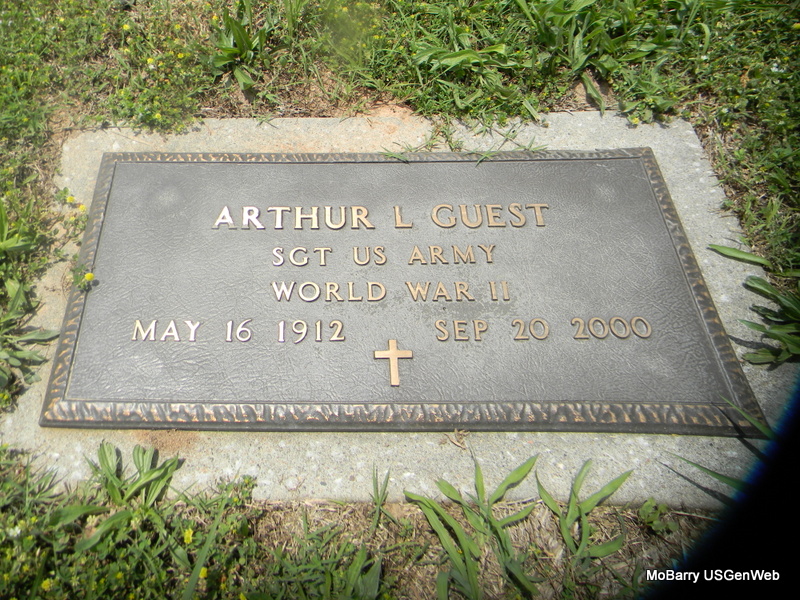 ARTHUR L GUEST
SGT US ARMY
WORLD WAR II
MAY 16 1912 SEP 20 2000
MoBarry USGenWeb